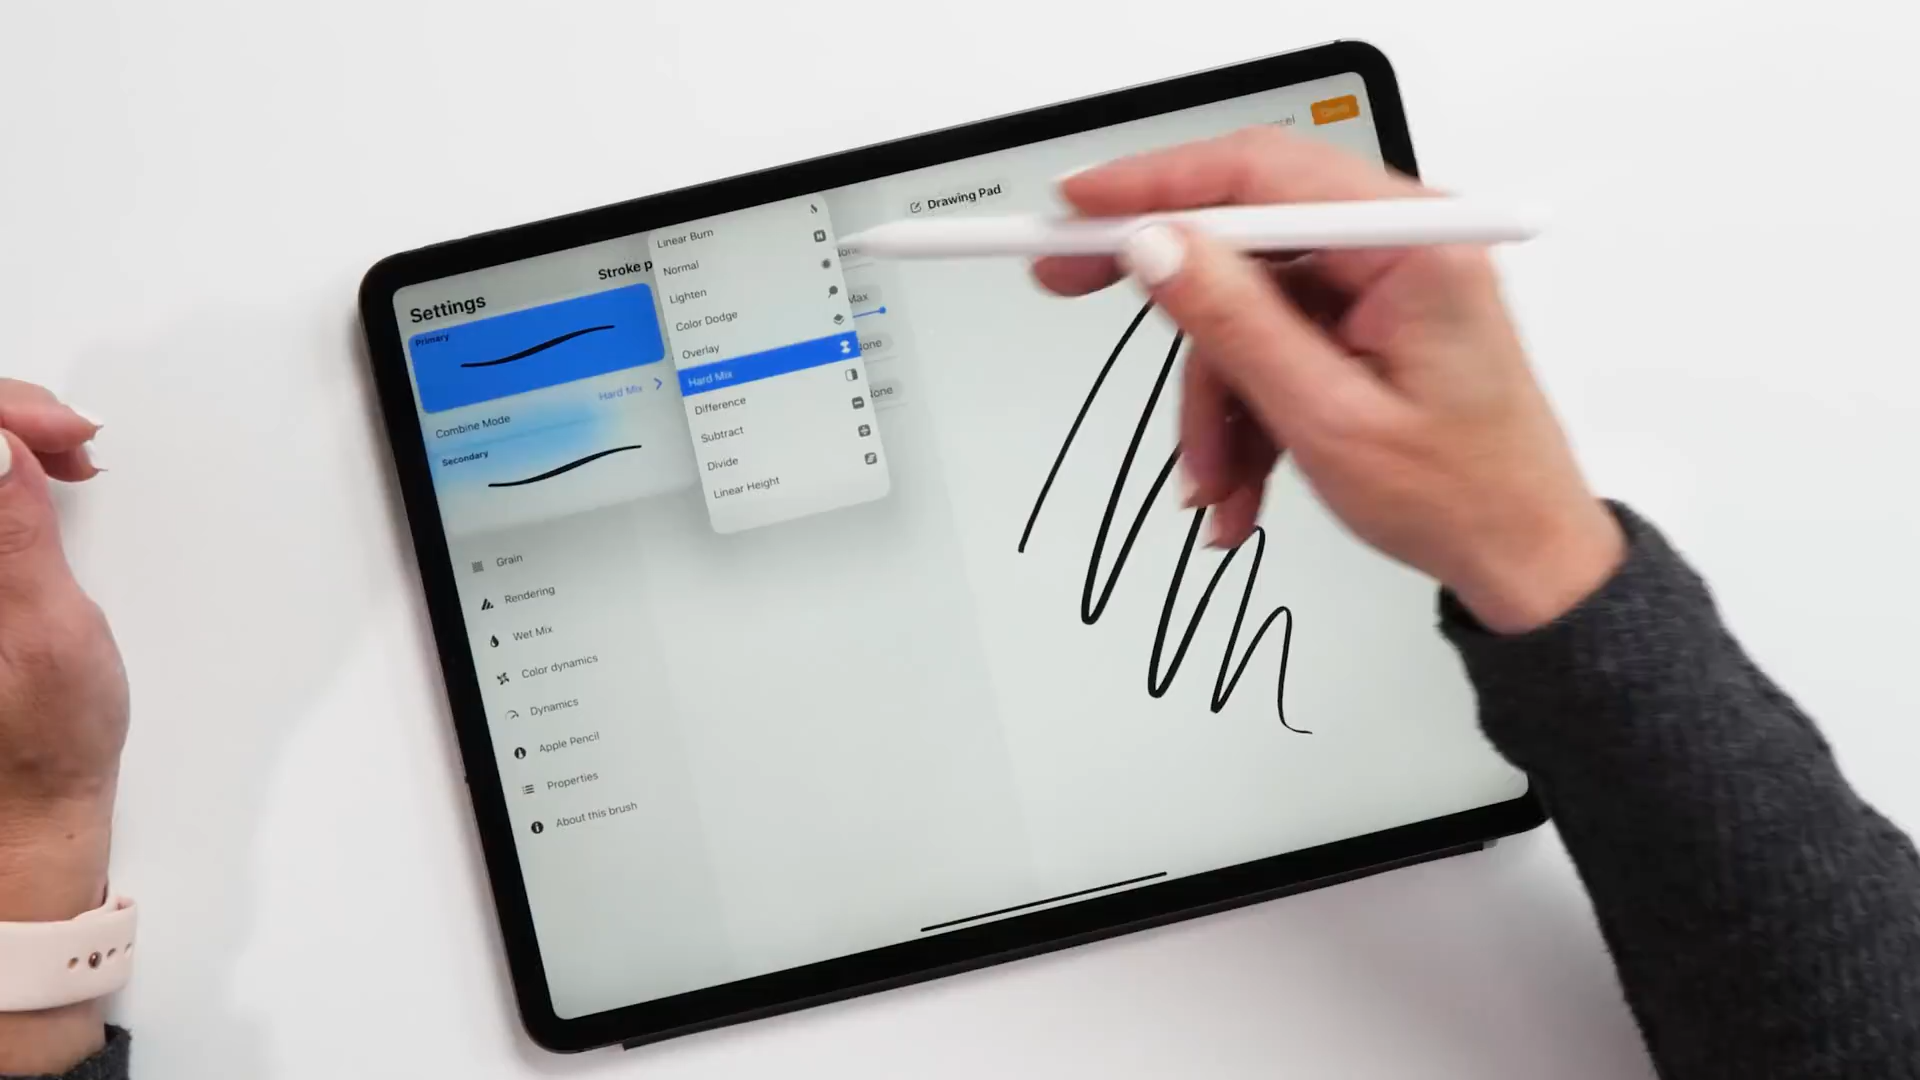 Settings
Stroke p
Drawing Pad
Primary
Hard Mix
Combine Mode
Secondary
Linear Burn
Normal
Lighten
Color Dodge
Overlay
Hard Mix
Difference
Subtract
Divide
Linear Height
Max
None
None
Grain
Rendering
Wet Mix
Color dynamics
Dynamics
Apple Pencil
Properties
About this brush